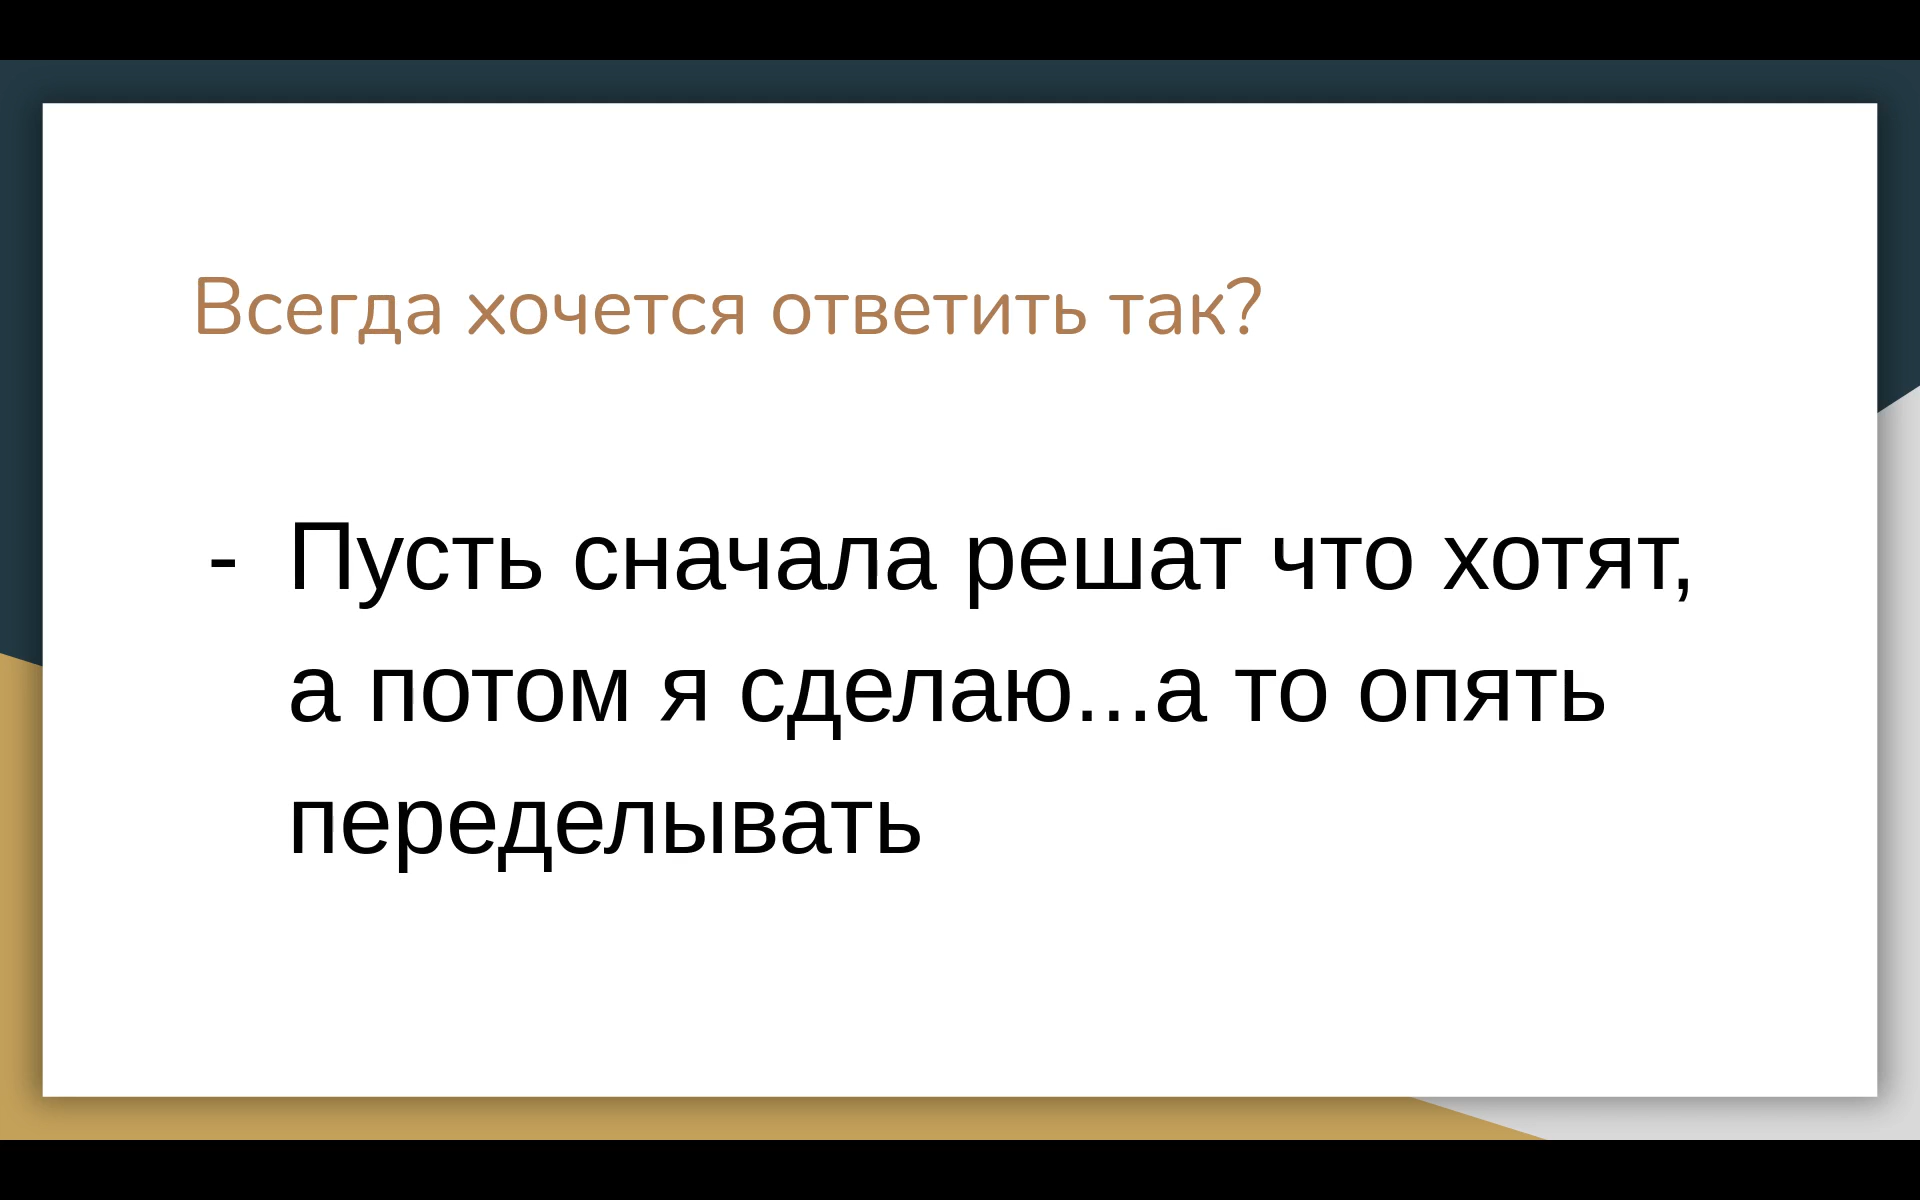 Всегда хочется ответить так?
- Пусть сначала решат что хотят,
а потом я сделаю...а то опять
переделывать